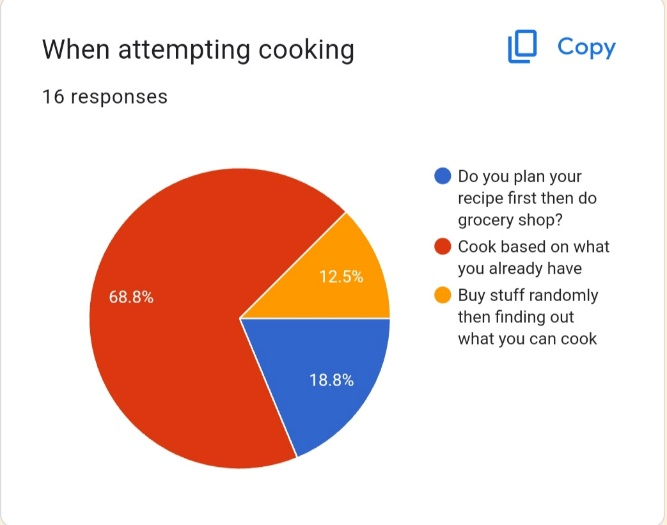 When attempting cooking
Copy
16 responses
Do you plan your
recipe first then do
grocery shop?
Cook based on what
you already have
Buy stuff randomly
then finding out
what you can cook
68.8%
12.5%
18.8%